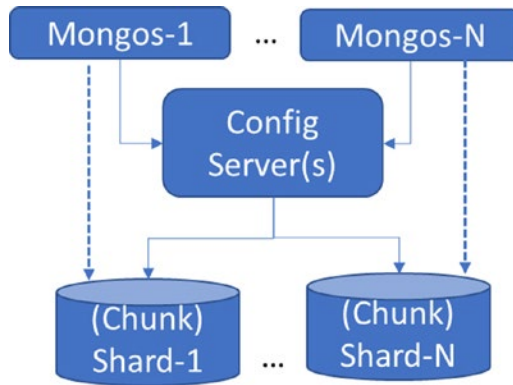 Mongos-1 ... Mongos-N
Config
Server(s)
(Chunk) (Chunk)
Shard-1 ... Shard-N